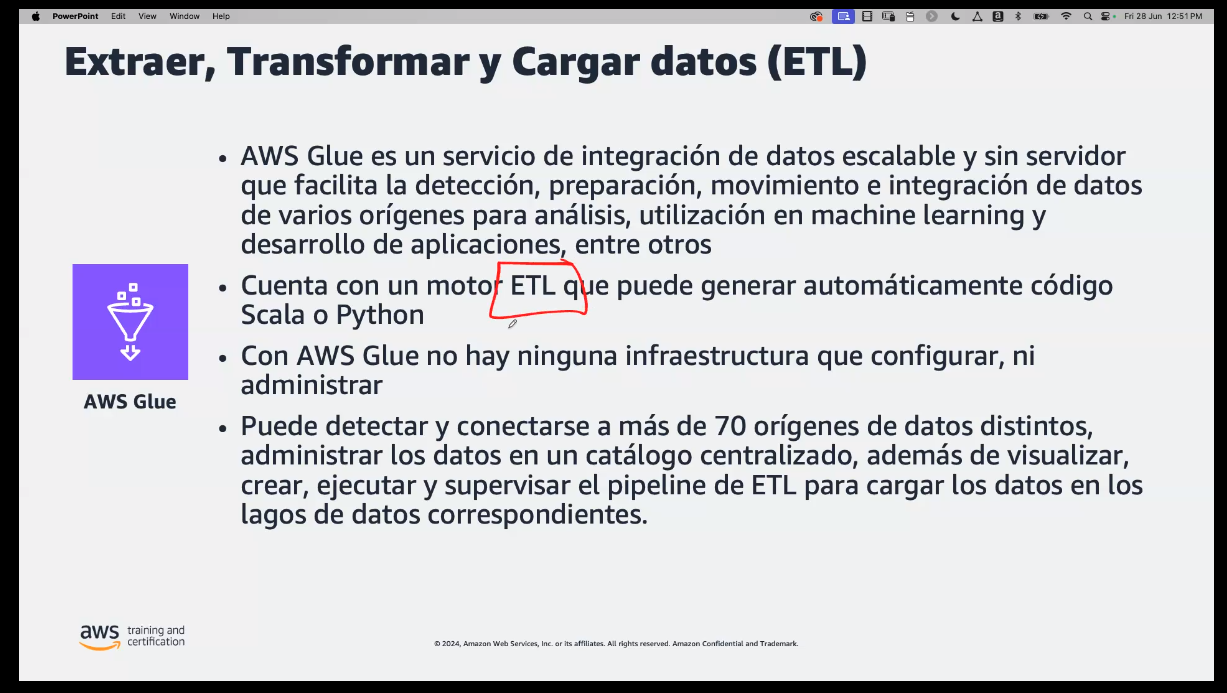 PowerPoint Edit View Window Help Fri 28 Jun 12:51PM
Extraer, Transformar y Cargar datos (ETL)
• AWS Glue es un servicio de integración de datos escalable y sin servidor
que facilita la detección, preparación, movimiento e integración de datos
de varios orígenes para análisis, utilización en machine learning y
desarrollo de aplicaciones, entre otros
• Cuenta con un motor ETL que puede generar automáticamente código
Scala o Python
• Con AWS Glue no hay ninguna infraestructura que configurar, ni
administrar
AWS Glue
• Puede detectar y conectarse a más de 70 orígenes de datos distintos,
administrar los datos en un catálogo centralizado, además de visualizar,
crear, ejecutar y supervisar el pipeline de ETL para cargar los datos en los
lagos de datos correspondientes.
aws training and
certification
© 2024, Amazon Web Services, Inc. or its affiliates. All rights reserved. Amazon Confidential and Trademark.